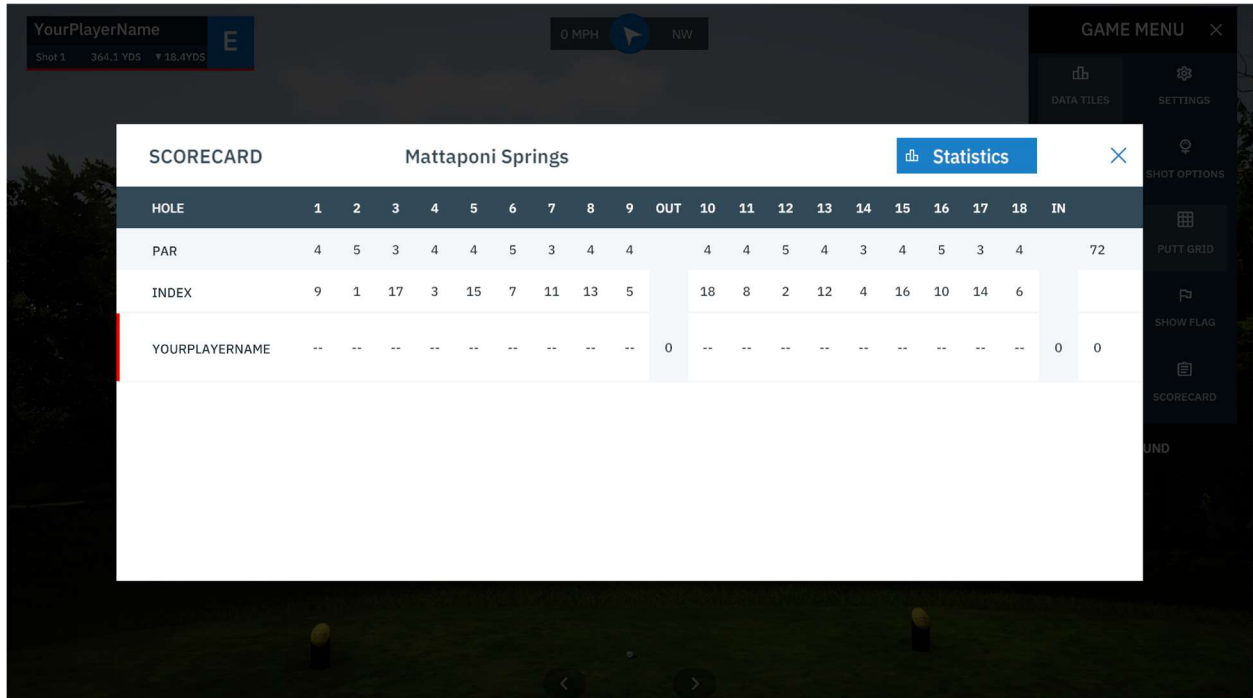 YourPlayerName
E
Shot 1 364.1 YDS ▼18.4YDS
0 MPH NW
GAME MENU ×
DATA TILES SETTINGS
SHOT OPTIONS
PUTT GRID
SHOW FLAG
SCORECARD
UND
SCORECARD Mattaponi Springs Statistics
HOLE 1 2 3 4 5 6 7 8 9 OUT 10 11 12 13 14 15 16 17 18 IN
PAR 4 5 3 4 4 5 3 4 4 4 4 5 4 3 4 5 3 4 72
INDEX 9 1 17 3 15 7 11 13 5 18 8 2 12 4 16 10 14 6
YOURPLAYERNAME -- -- -- -- -- -- -- -- -- 0 -- -- -- -- -- -- -- -- -- 0 0